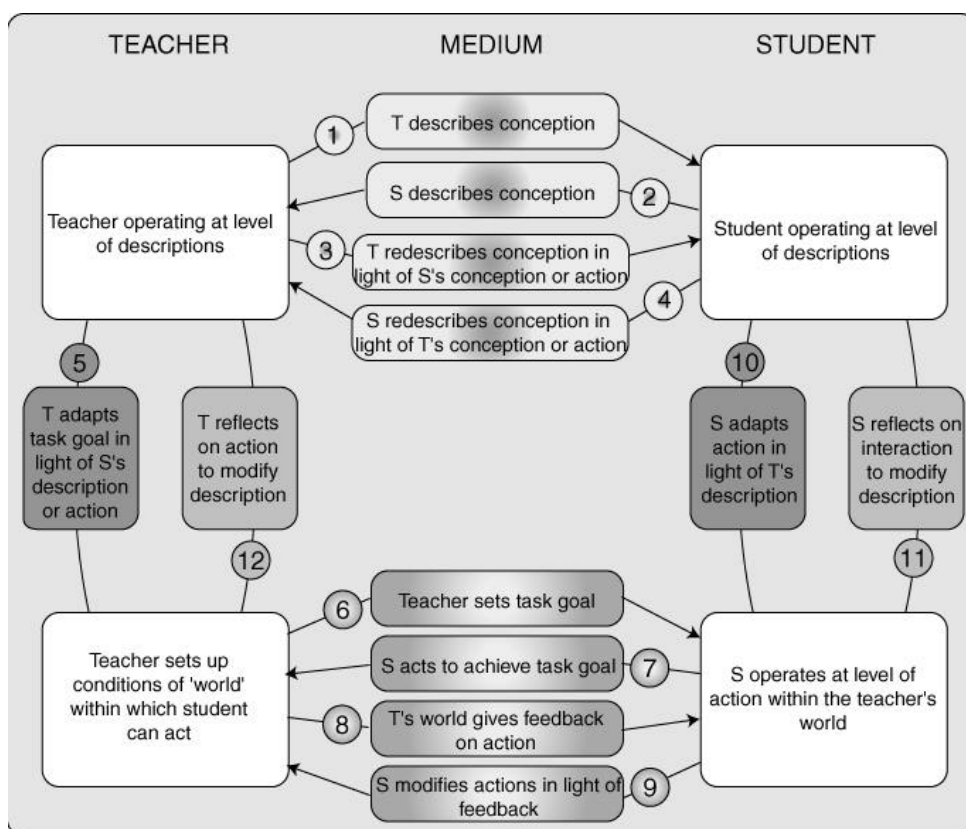 TEACHER
MEDIUM
STUDENT
1
T describes conception
S describes conception
2
Teacher operating at level
of descriptions
3
T redescribes conception in
light of S's conception or action
Student operating at level
of descriptions
4
S redescribes conception in
light of T's conception or action
5
10
T adapts
task goal in
light of S's
description
or action
T reflects
on action
to modify
description
S adapts
action in
light of T's
description
S reflects on
interaction
to modify
description
12
11
6
Teacher sets task goal
S acts to achieve task goal
7
Teacher sets up
conditions of 'world'
within which student
can act
8
T's world gives feedback
on action
S operates at level of
action within the teacher's
world
S modifies actions in light of
feedback
9